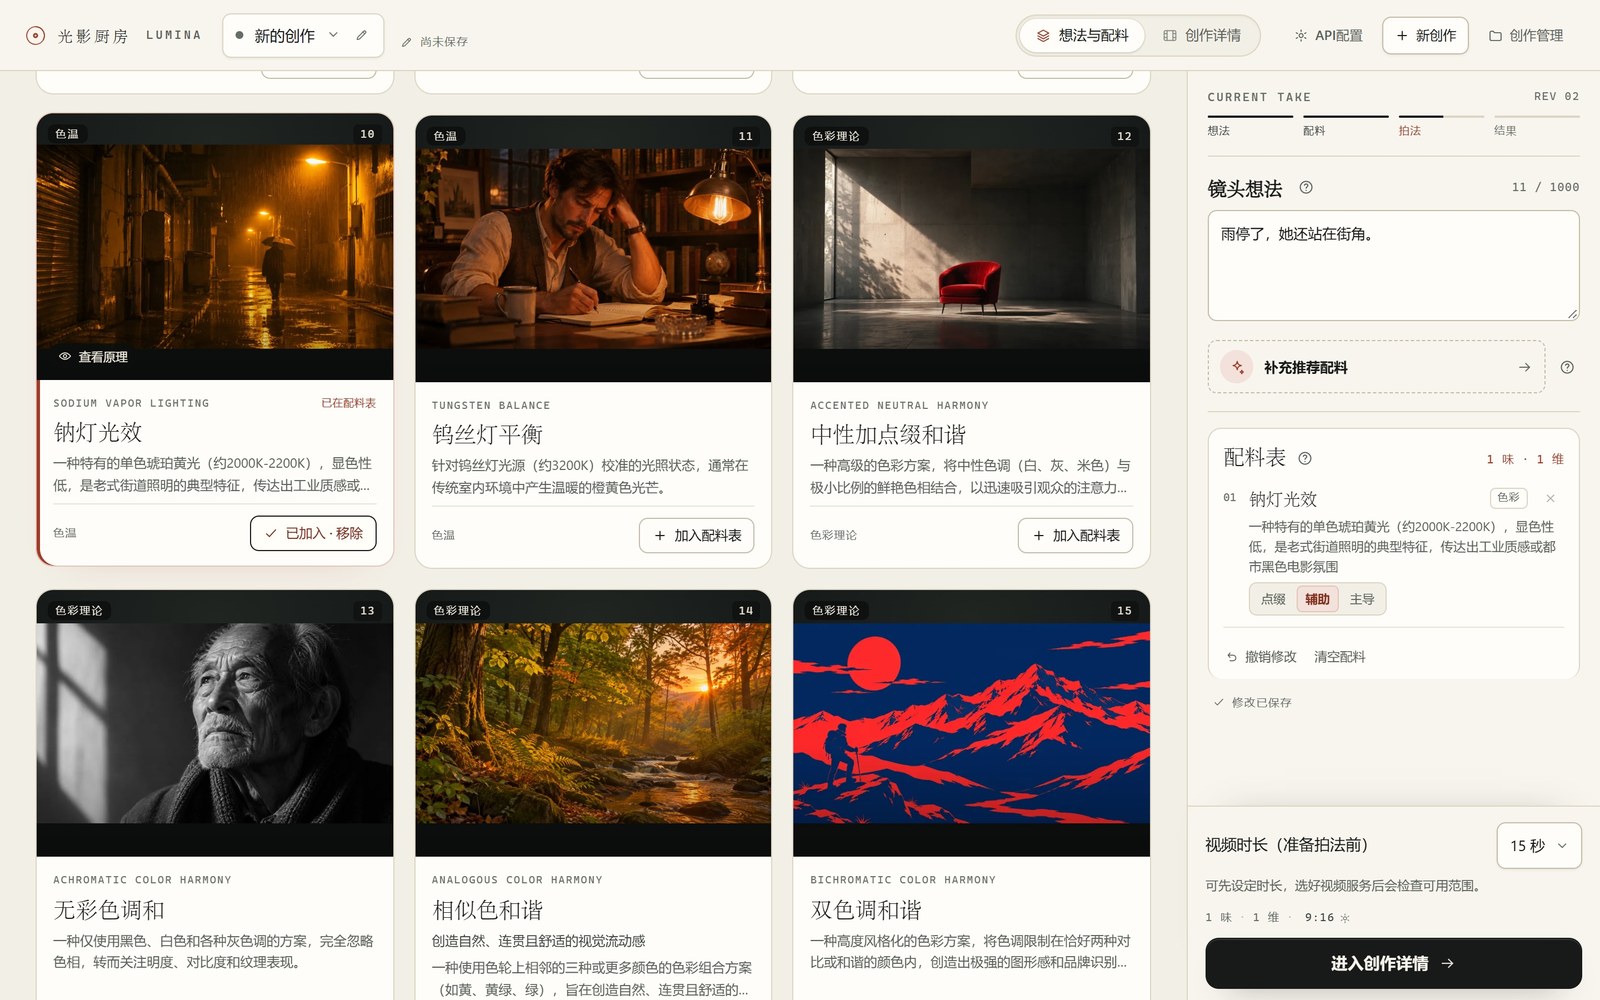 光影厨房 LUMINA
新的创作
尚未保存
想法与配料
创作详情
API配置
新创作
创作管理
色温
10
查看原理
SODIUM VAPOR LIGHTING
已在配料表
钠灯光效
一种特有的单色琥珀黄光（约2000K-2200K），显色性
低，是老式街道照明的典型特征，传达出工业质感或...
色温
已加入 · 移除
色温
11
TUNGSTEN BALANCE
钨丝灯平衡
针对钨丝灯光源（约3200K）校准的光照状态，通常在
传统室内环境中产生温暖的橙黄色光芒。
色温
加入配料表
色彩理论
12
ACCENTED NEUTRAL HARMONY
中性加点缀和谐
一种高级的色彩方案，将中性色调（白、灰、米色）与
极小比例的鲜艳色相结合，以迅速吸引观众的注意力...
色彩理论
加入配料表
色彩理论
13
ACHROMATIC COLOR HARMONY
无彩色调和
一种仅使用黑色、白色和各种灰色调的方案，完全忽略
色相，转而关注明度、对比度和纹理表现。
色彩理论
14
ANALOGOUS COLOR HARMONY
相似色和谐
创造自然、连贯且舒适的视觉流动感
一种使用色轮上相邻的三种或更多颜色的色彩组合方案
（如黄、黄绿、绿），旨在创造自然、连贯且舒适的...
色彩理论
15
BICHROMATIC COLOR HARMONY
双色调和谐
一种高度风格化的色彩方案，将色调限制在恰好两种对
比或和谐的颜色内，创造出极强的图形感和品牌识别...
CURRENT TAKE
REV 02
想法
配料
拍法
结果
镜头想法
11 / 1000
雨停了，她还站在街角。
补充推荐配料
配料表
1 味 · 1 维
01
钠灯光效
色彩
一种特有的单色琥珀黄光（约2000K-2200K），显色性
低，是老式街道照明的典型特征，传达出工业质感或都
市黑色电影氛围
点缀
辅助
主导
撤销修改
清空配料
修改已保存
视频时长（准备拍法前）
15 秒
可先设定时长，选好视频服务后会检查可用范围。
1 味 · 1 维 · 9:16
进入创作详情